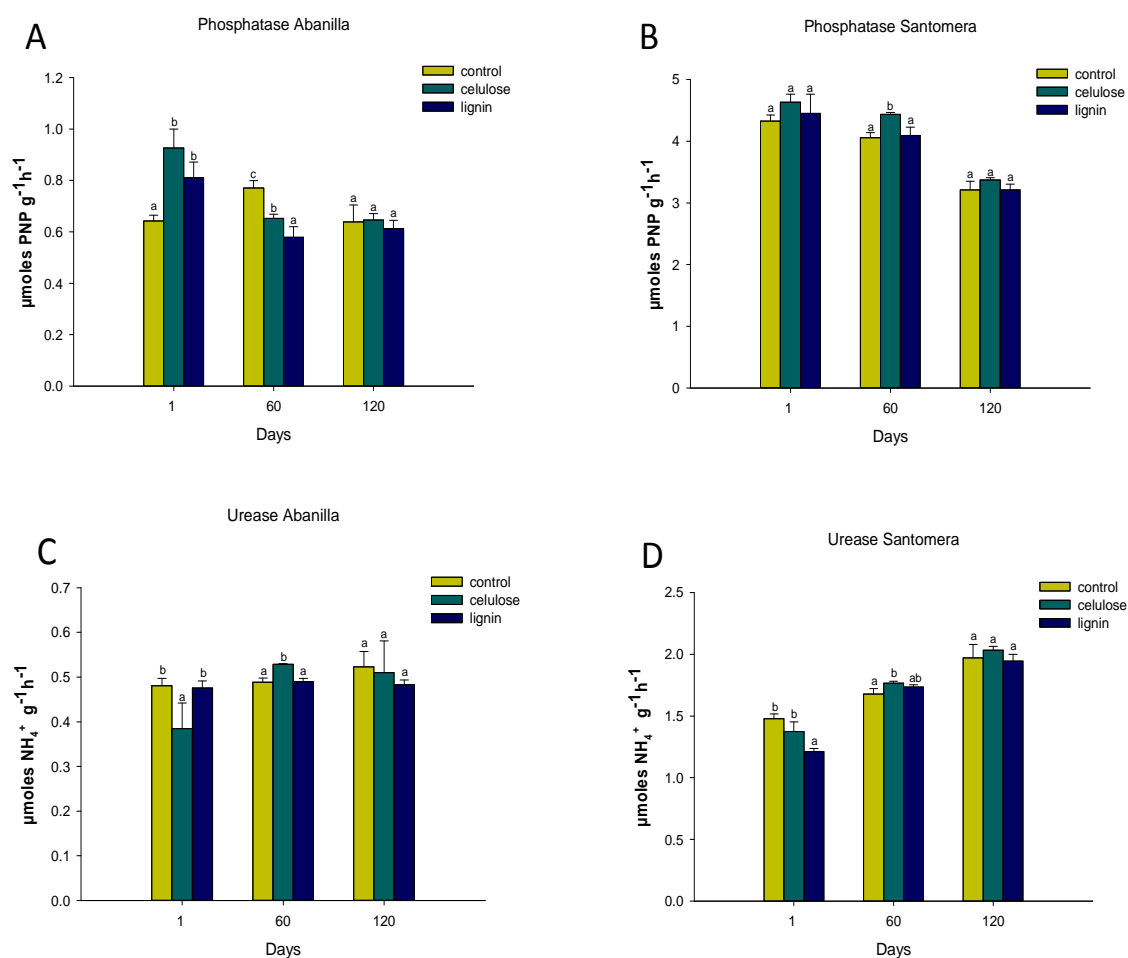 A
Phosphatase Abanilla
control
celulose
lignin
1.2
1.0
0.8
0.6
0.4
0.2
0.0
µmoles PNP g⁻¹h⁻¹
a b b
c b a
a a a
1 60 120
Days
B
Phosphatase Santomera
control
celulose
lignin
5
4
3
2
1
0
µmoles PNP g⁻¹h⁻¹
a a a
a b a
a a a
1 60 120
Days
C
Urease Abanilla
control
celulose
lignin
0.7
0.6
0.5
0.4
0.3
0.2
0.1
0.0
µmoles NH₄⁺ g⁻¹h⁻¹
b a b
a b a
a a a
1 60 120
Days
D
Urease Santomera
control
celulose
lignin
2.5
2.0
1.5
1.0
0.5
0.0
µmoles NH₄⁺ g⁻¹h⁻¹
b b a
a b ab
a a a
1 60 120
Days